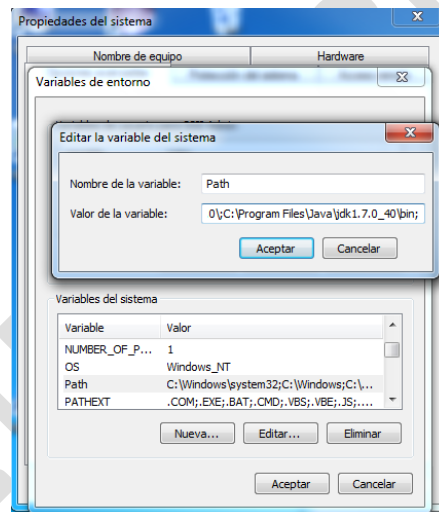 Propiedades del sistema
Nombre de equipo Hardware
Variables de entorno
Editar la variable del sistema
Nombre de la variable: Path
Valor de la variable: 0\;C:\Program Files\Java\jdk1.7.0_40\bin;
Aceptar Cancelar
Variables del sistema
Variable Valor
NUMBER_OF_P... 1
OS Windows_NT
Path C:\Windows\system32;C:\Windows;C:\...
PATHEXT .COM;.EXE;.BAT;.CMD;.VBS;.VBE;.JS;....
Nueva... Editar... Eliminar
Aceptar Cancelar